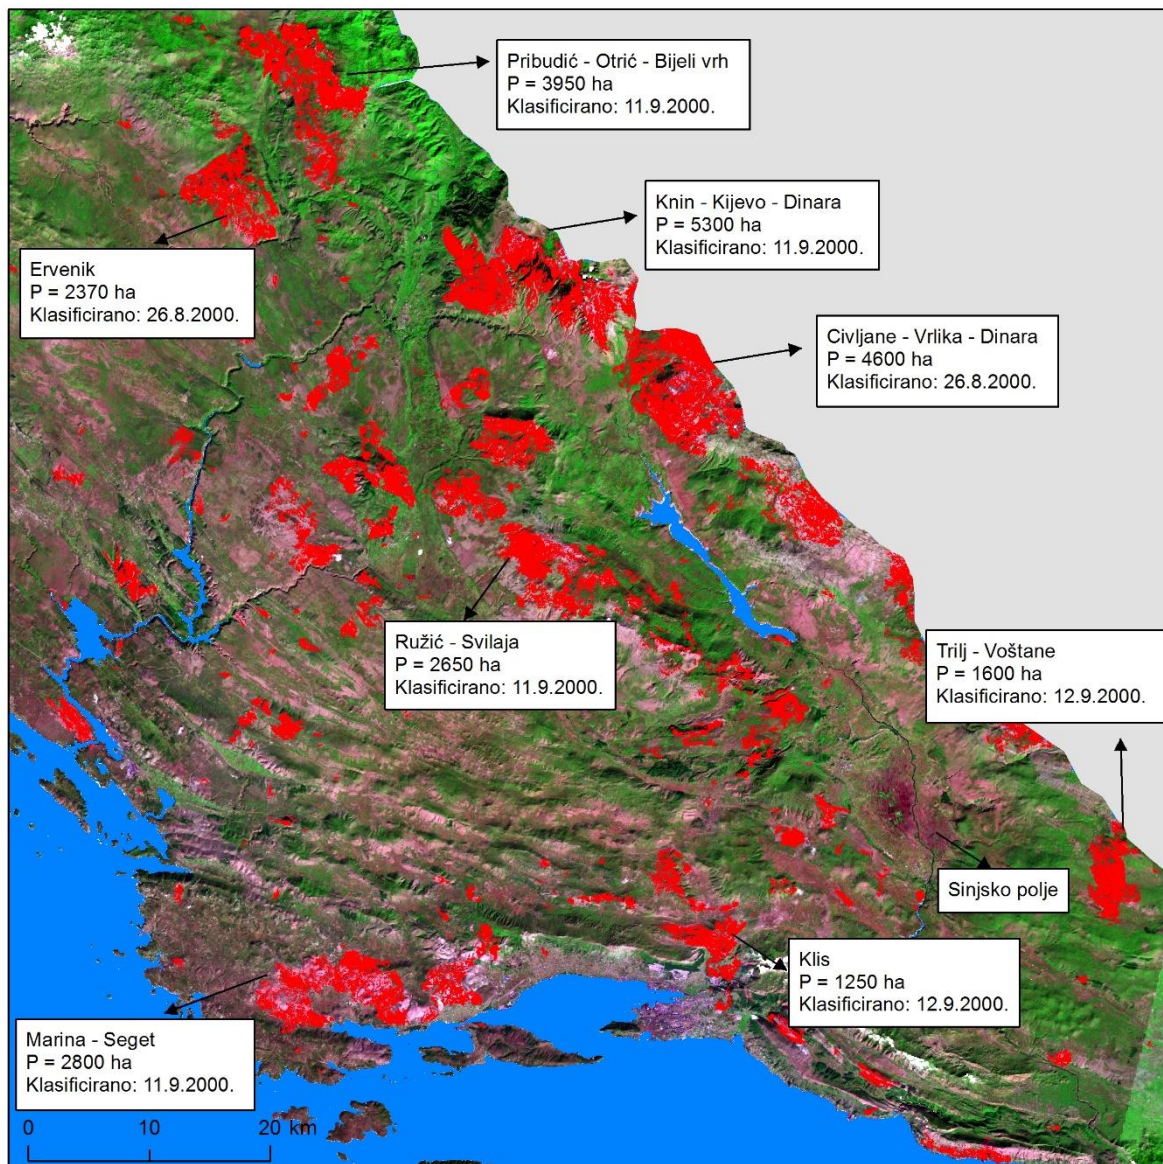 Pribudić - Otrić - Bijeli vrh
P = 3950 ha
Klasificirano: 11.9.2000.
Knin - Kijevo - Dinara
P = 5300 ha
Klasificirano: 11.9.2000.
Ervenik
P = 2370 ha
Klasificirano: 26.8.2000.
Civljane - Vrlika - Dinara
P = 4600 ha
Klasificirano: 26.8.2000.
Ružić - Svilaja
P = 2650 ha
Klasificirano: 11.9.2000.
Trilj - Voštane
P = 1600 ha
Klasificirano: 12.9.2000.
Sinjsko polje
Klis
P = 1250 ha
Klasificirano: 12.9.2000.
Marina - Seget
P = 2800 ha
Klasificirano: 11.9.2000.
0 10 20 km